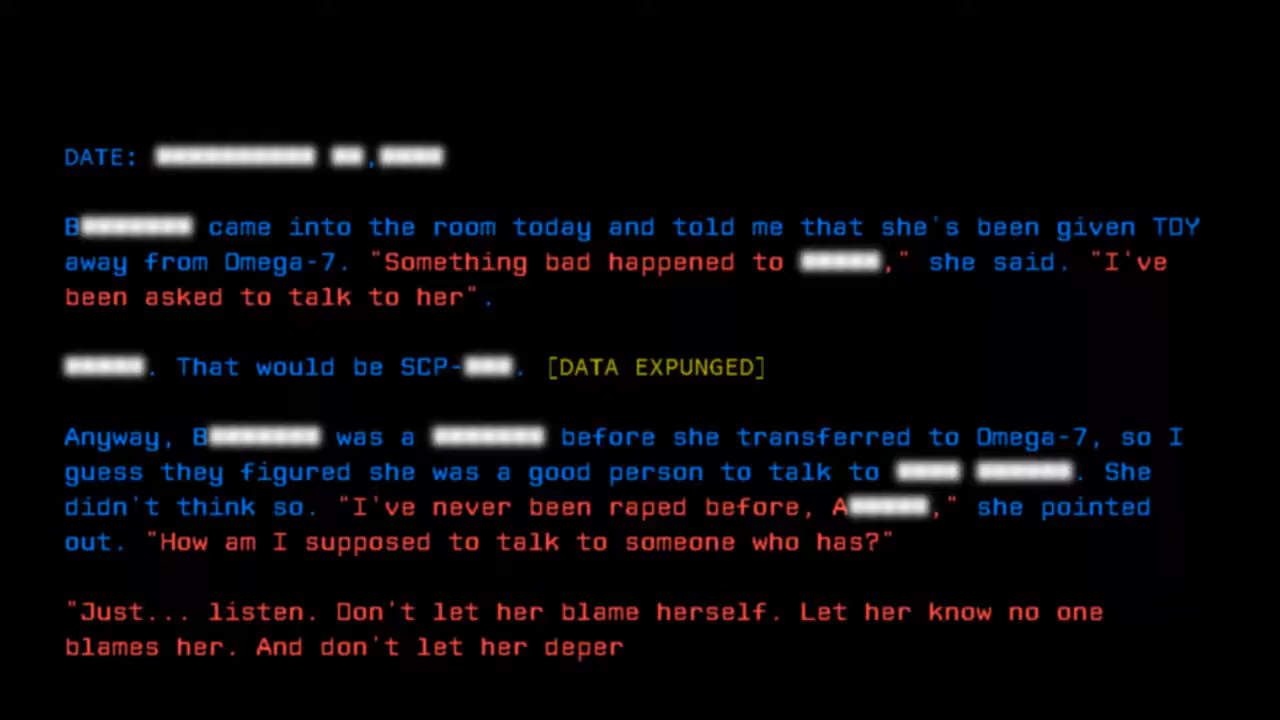 DATE: ██████████ ██,████
B███████ came into the room today and told me that she's been given TDY
away from Omega-7. "Something bad happened to █████," she said. "I've
been asked to talk to her".
█████. That would be SCP-███. [DATA EXPUNGED]
Anyway, B███████ was a ███████ before she transferred to Omega-7, so I
guess they figured she was a good person to talk to ████ ██████. She
didn't think so. "I've never been raped before, A█████," she pointed
out. "How am I supposed to talk to someone who has?"
"Just... listen. Don't let her blame herself. Let her know no one
blames her. And don't let her deper